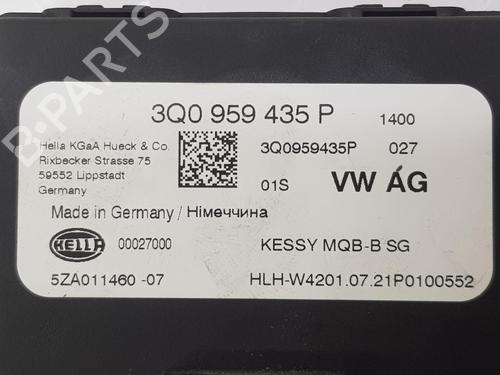 3Q0 959 435 P 1400
Hella KGaA Hueck & Co.
Rixbecker Strasse 75
59552 Lippstadt
Germany
3Q0959435P 027
01S VW AG
Made in Germany / Німеччина
HELLA 00027000 KESSY MQB-B SG
5ZA011460 -07 HLH-W4201.07.21P0100552
B-PARTS